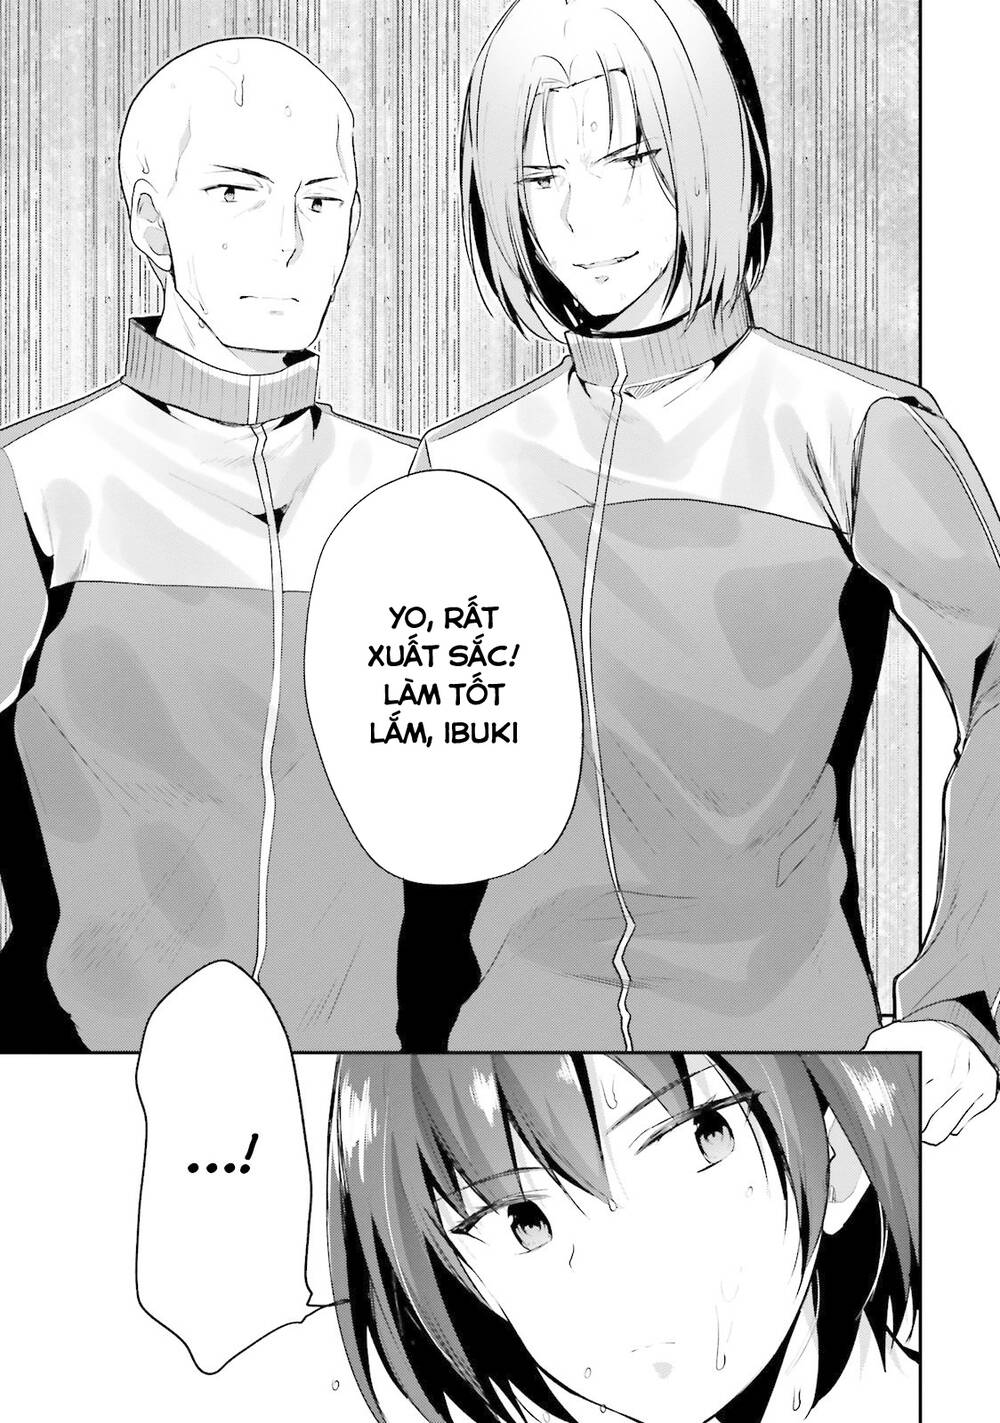 YO, RẤT
XUẤT SẮC!
LÀM TỐT
LẮM, IBUKI
....!